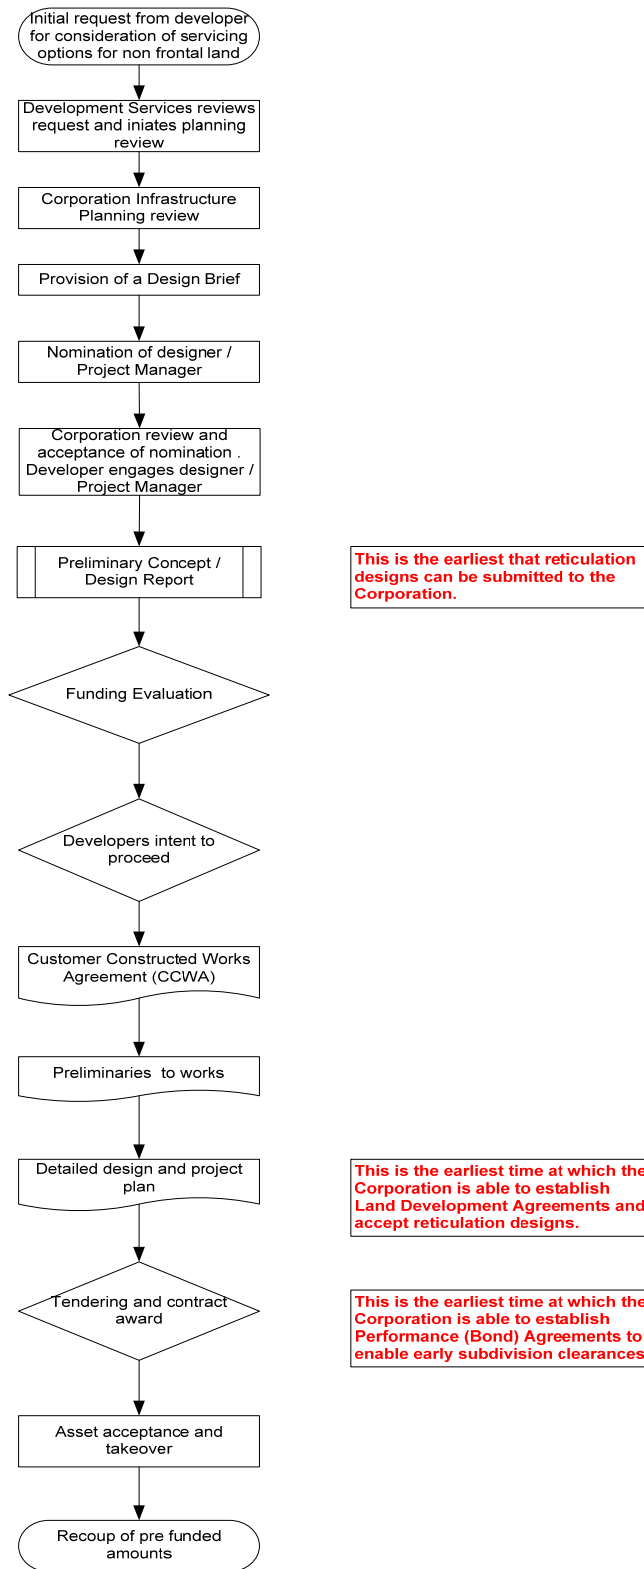 Initial request from developer
for consideration of servicing
options for non frontal land
Development Services reviews
request and iniates planning
review
Corporation Infrastructure
Planning review
Provision of a Design Brief
Nomination of designer /
Project Manager
Corporation review and
acceptance of nomination .
Developer engages designer /
Project Manager
Preliminary Concept /
Design Report
This is the earliest that reticulation
designs can be submitted to the
Corporation.
Funding Evaluation
Developers intent to
proceed
Customer Constructed Works
Agreement (CCWA)
Preliminaries to works
Detailed design and project
plan
This is the earliest time at which the
Corporation is able to establish
Land Development Agreements and
accept reticulation designs.
Tendering and contract
award
This is the earliest time at which the
Corporation is able to establish
Performance (Bond) Agreements to
enable early subdivision clearances
Asset acceptance and
takeover
Recoup of pre funded
amounts